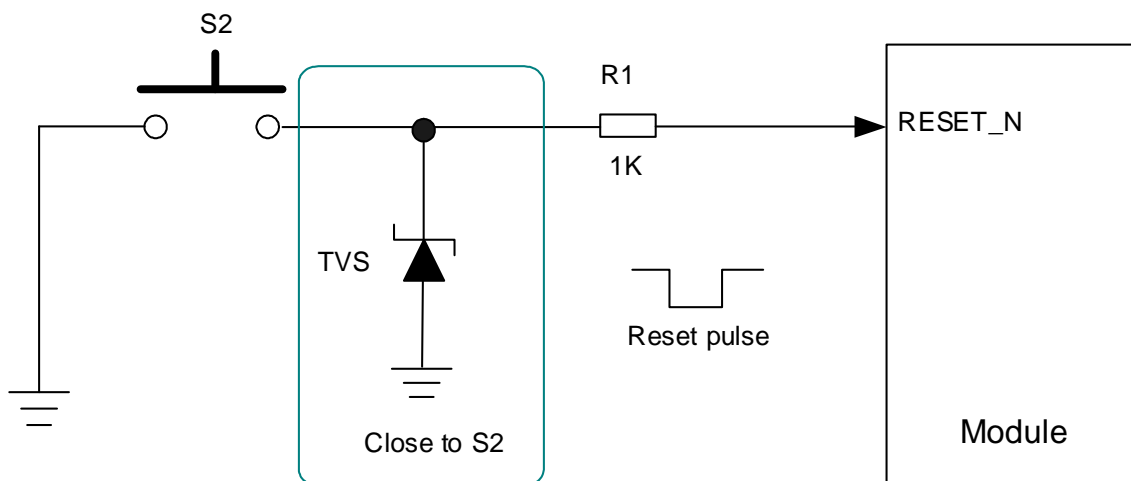 S2
R1
RESET_N
1K
TVS
Reset pulse
Close to S2
Module